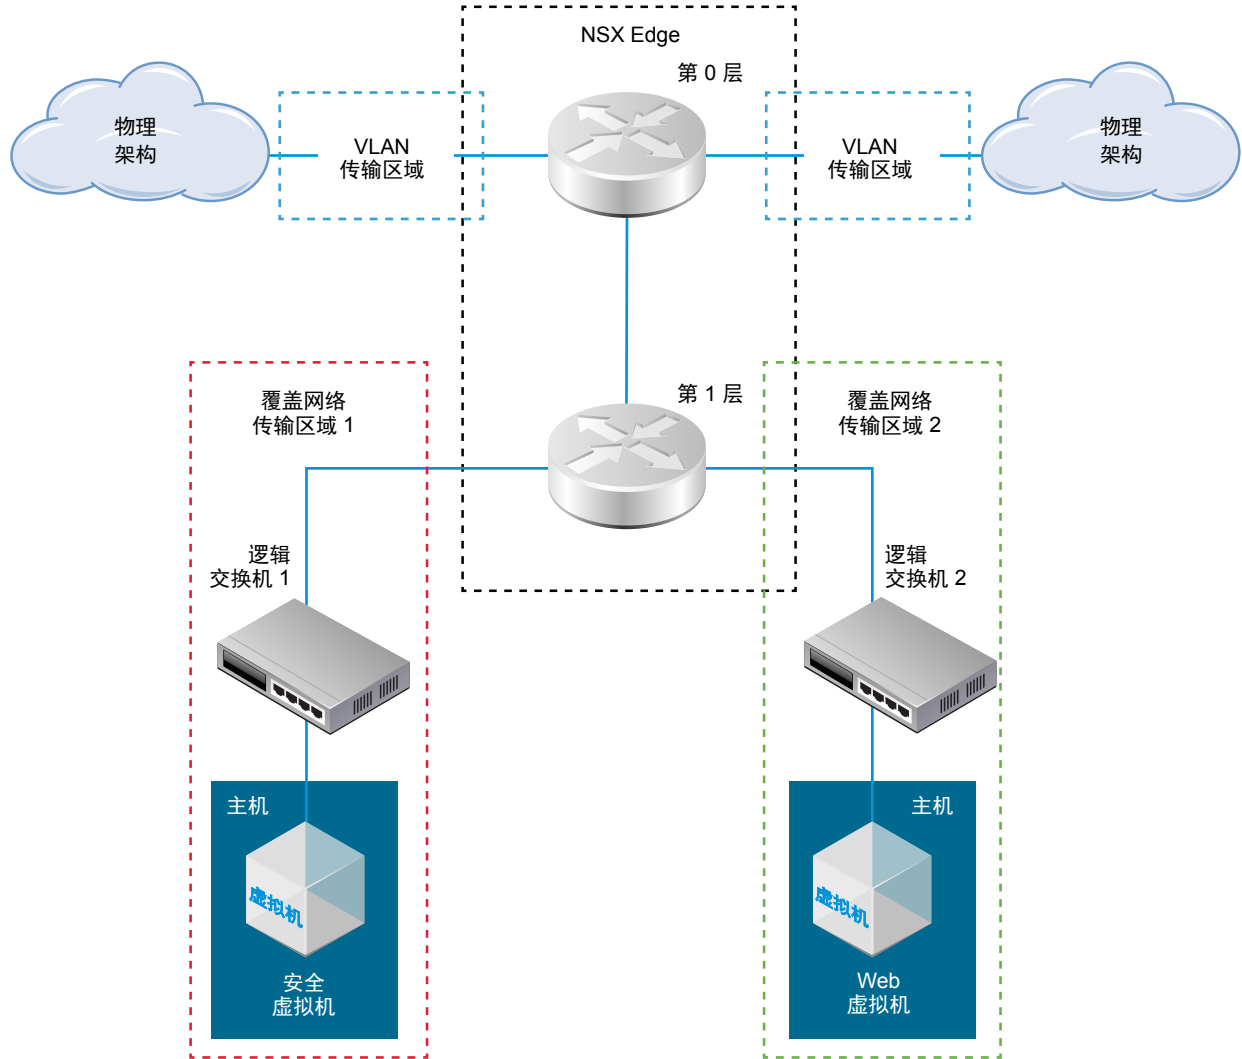 NSX Edge
第 0 层
物理
架构
VLAN
传输区域
VLAN
传输区域
物理
架构
第 1 层
覆盖网络
传输区域 1
覆盖网络
传输区域 2
逻辑
交换机 1
逻辑
交换机 2
主机
虚拟机
安全
虚拟机
主机
虚拟机
Web
虚拟机